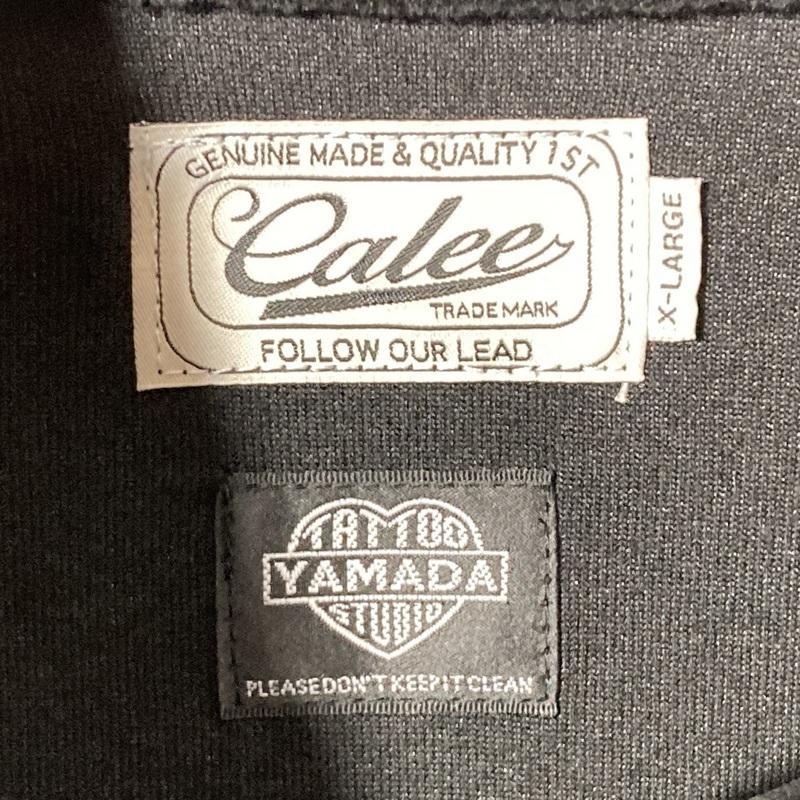 GENUINE MADE & QUALITY 1ST
Calee
TRADE MARK
FOLLOW OUR LEAD
X-LARGE
TATTOO
YAMADA
STUDIO
PLEASE DON'T KEEP IT CLEAN